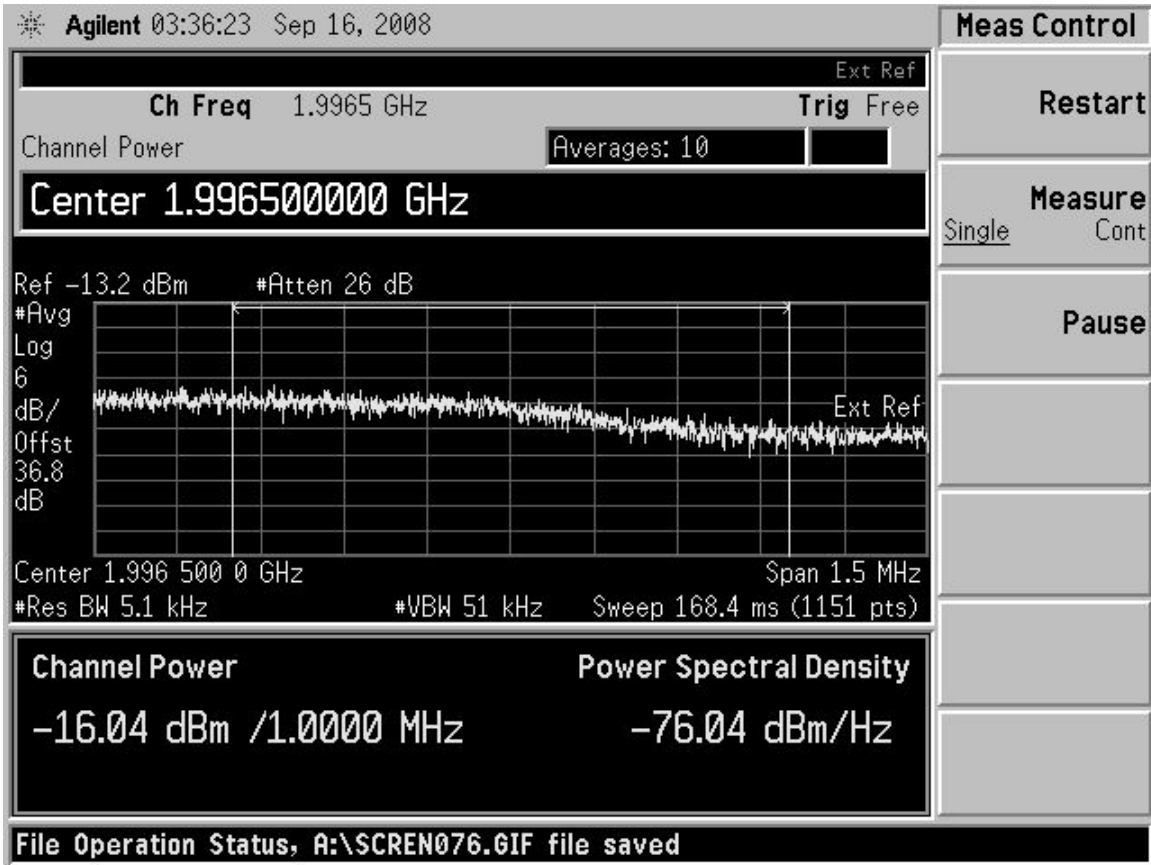 Agilent 03:36:23 Sep 16, 2008
Meas Control
Ext Ref
Ch Freq 1.9965 GHz
Trig Free
Channel Power
Averages: 10
Center 1.996500000 GHz
Ref -13.2 dBm #Atten 26 dB
#Avg
Log
6
dB/
Offst
36.8
dB
Ext Ref
Center 1.996 500 0 GHz
Span 1.5 MHz
#Res BW 5.1 kHz
#VBW 51 kHz
Sweep 168.4 ms (1151 pts)
Channel Power
-16.04 dBm /1.0000 MHz
Power Spectral Density
-76.04 dBm/Hz
Restart
Measure
Single Cont
Pause
File Operation Status, A:\SCREN076.GIF file saved